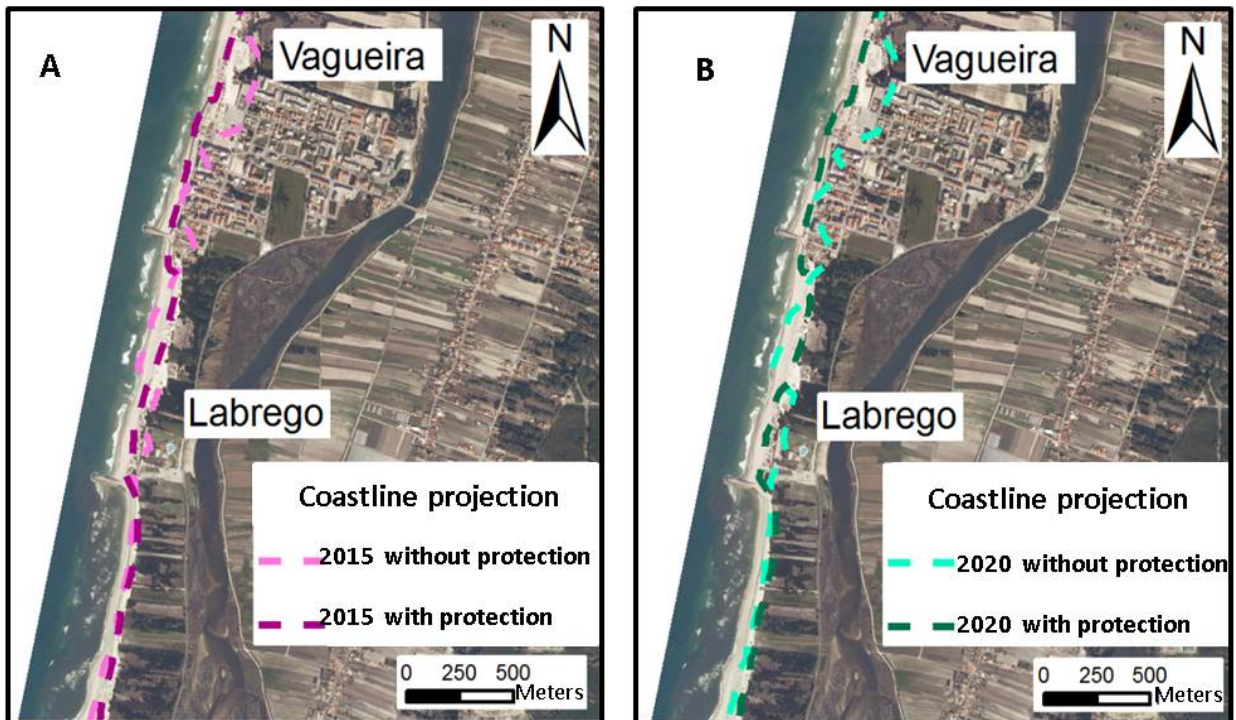 A
Vagueira
N
Labrego
Coastline projection
2015 without protection
2015 with protection
0 250 500
Meters
B
Vagueira
N
Labrego
Coastline projection
2020 without protection
2020 with protection
0 250 500
Meters